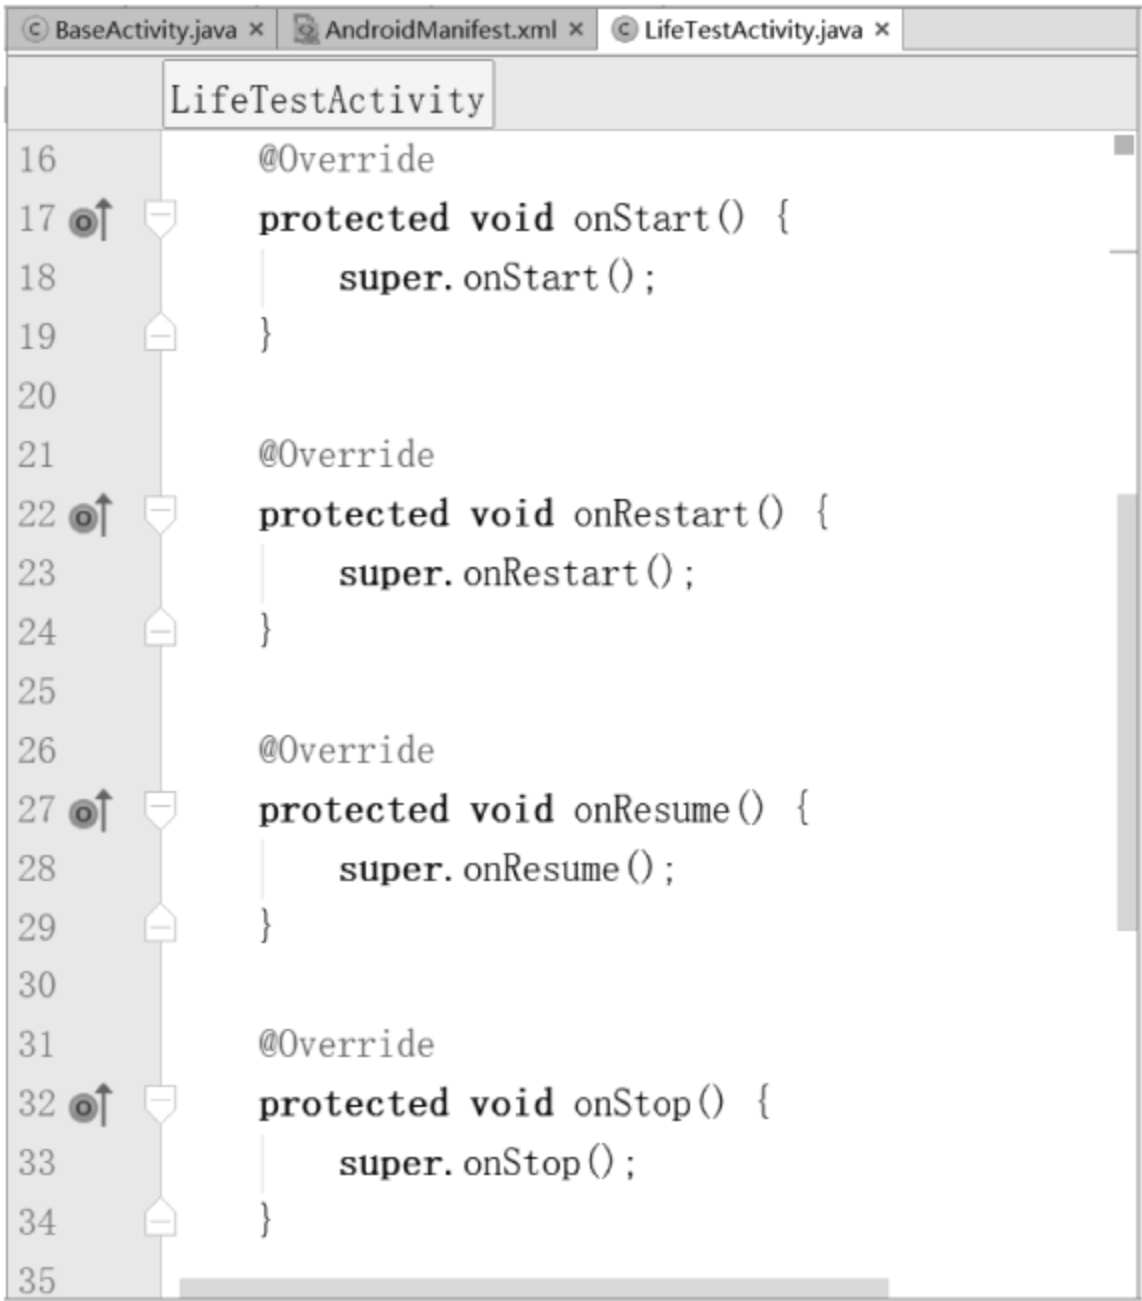 BaseActivity.java × AndroidManifest.xml × LifeTestActivity.java ×
LifeTestActivity
16 @Override
17 protected void onStart() {
18 super.onStart();
19 }
20
21 @Override
22 protected void onRestart() {
23 super.onRestart();
24 }
25
26 @Override
27 protected void onResume() {
28 super.onResume();
29 }
30
31 @Override
32 protected void onStop() {
33 super.onStop();
34 }
35